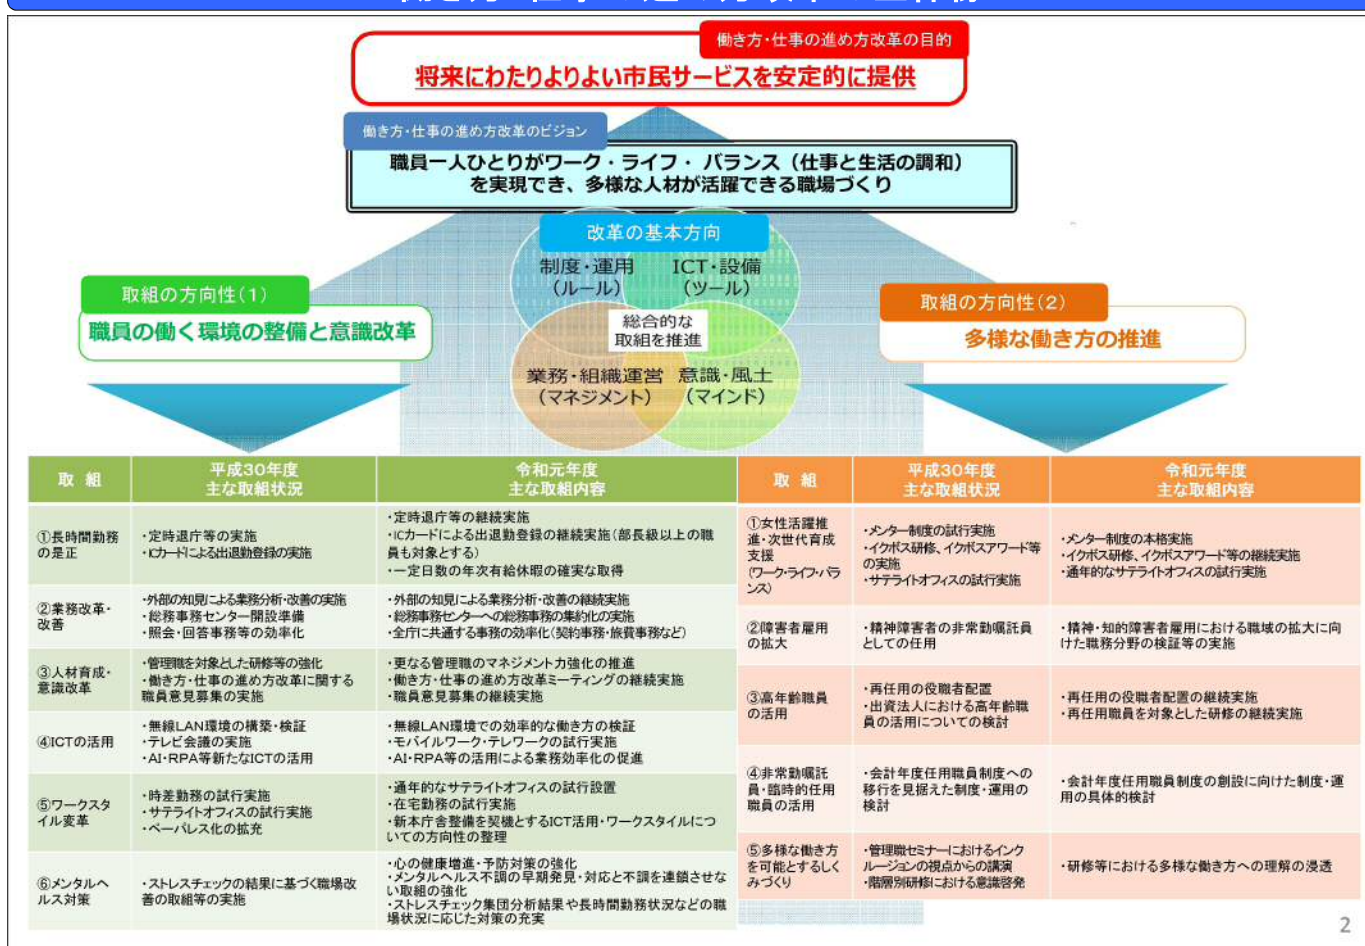 働き方・仕事の進め方改革の目的
将来にわたりよりよい市民サービスを安定的に提供
働き方・仕事の進め方改革のビジョン
職員一人ひとりがワーク・ライフ・バランス（仕事と生活の調和）
を実現でき、多様な人材が活躍できる職場づくり
改革の基本方向
制度・運用
（ルール）
ICT・設備
（ツール）
総合的な
取組を推進
業務・組織運営
（マネジメント）
意識・風土
（マインド）
取組の方向性（1）
職員の働く環境の整備と意識改革
取組の方向性（2）
多様な働き方の推進
取 組
平成30年度
主な取組状況
令和元年度
主な取組内容
①長時間勤務
の是正
・定時退庁等の実施
・ICカードによる出退勤登録の実施
・定時退庁等の継続実施
・ICカードによる出退勤登録の継続実施（部長級以上の職
員も対象とする）
・一定日数の年次有給休暇の確実な取得
②業務改革・
改善
・外部の知見による業務分析・改善の実施
・総務事務センター開設準備
・照会・回答事務等の効率化
・外部の知見による業務分析・改善の継続実施
・総務事務センターへの総務事務の集約化の実施
・全庁に共通する事務の効率化（契約事務・旅費事務など）
③人材育成・
意識改革
・管理職を対象とした研修等の強化
・働き方・仕事の進め方改革に関する
職員意見募集の実施
・更なる管理職のマネジメント力強化の推進
・働き方・仕事の進め方改革ミーティングの継続実施
・職員意見募集の継続実施
④ICTの活用
・無線LAN環境の構築・検証
・テレビ会議の実施
・AI・RPA等新たなICTの活用
・無線LAN環境での効率的な働き方の検証
・モバイルワーク・テレワークの試行実施
・AI・RPA等の活用による業務効率化の促進
⑤ワークスタ
イル変革
・時差勤務の試行実施
・サテライトオフィスの試行実施
・ペーパレス化の拡充
・通年的なサテライトオフィスの試行設置
・在宅勤務の試行実施
・新本庁舎整備を契機とするICT活用・ワークスタイルにつ
いての方向性の整理
⑥メンタルヘ
ルス対策
・ストレスチェックの結果に基づく職場改
善の取組等の実施
・心の健康増進・予防対策の強化
・メンタルヘルス不調の早期発見・対応と不調を連鎖させな
い取組の強化
・ストレスチェック集団分析結果や長時間勤務状況などの職
場状況に応じた対策の充実
取 組
平成30年度
主な取組状況
令和元年度
主な取組内容
①女性活躍推
進・次世代育成
支援
（ワーク・ライフ・バラ
ンス）
・メンター制度の試行実施
・イクボス研修、イクボスアワード等
の実施
・サテライトオフィスの試行実施
・メンター制度の本格実施
・イクボス研修、イクボスアワード等の継続実施
・通年的なサテライトオフィスの試行実施
②障害者雇用
の拡大
・精神障害者の非常勤嘱託員
としての任用
・精神・知的障害者雇用における職域の拡大に向
けた職務分野の検証等の実施
③高年齢職員
の活用
・再任用の役職者配置
・出資法人における高年齢職
員の活用についての検討
・再任用の役職者配置の継続実施
・再任用職員を対象とした研修の継続実施
④非常勤嘱託
員・臨時的任用
職員の活用
・会計年度任用職員制度への
移行を見据えた制度・運用の
検討
・会計年度任用職員制度の創設に向けた制度・運
用の具体的検討
⑤多様な働き方
を可能とするしく
みづくり
・管理職セミナーにおけるインク
ルージョンの視点からの講演
・階層別研修における意識啓発
・研修等における多様な働き方への理解の浸透
2